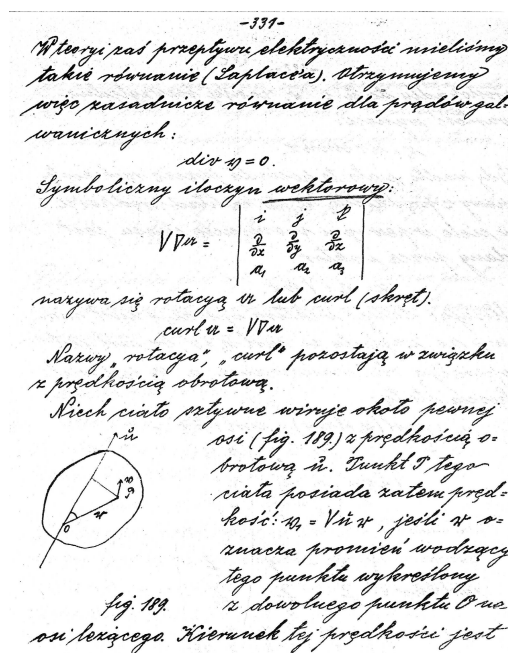 -331-
W teoryi zaś przepływu elektryczności mieliśmy
takie równanie (Laplace'a). Otrzymujemy
więc zasadnicze równanie dla prądów gal-
wanicznych:
div v = 0.
Symboliczny iloczyn wektorowy:
V∇a = | i j k |
| ∂/∂x ∂/∂y ∂/∂z |
| a₁ a₂ a₃ |
nazywa się rotacyą a lub curl (skręt).
curl a = V∇a
Nazwy „rotacya", „curl" pozostają w związku
z prędkością obrotową.
Niech ciało sztywne wiruje około pewnej
osi (fig. 189.) z prędkością o-
brotową u. Punkt P tego
ciała posiada zatem pręd-
kość: v₁ = Vur, jeśli r o-
znacza promień wodzący
tego punktu wykreślony
z dowolnego punktu O na
osi leżącego. Kierunek tej prędkości jest
u
v
P
r
O
fig. 189.